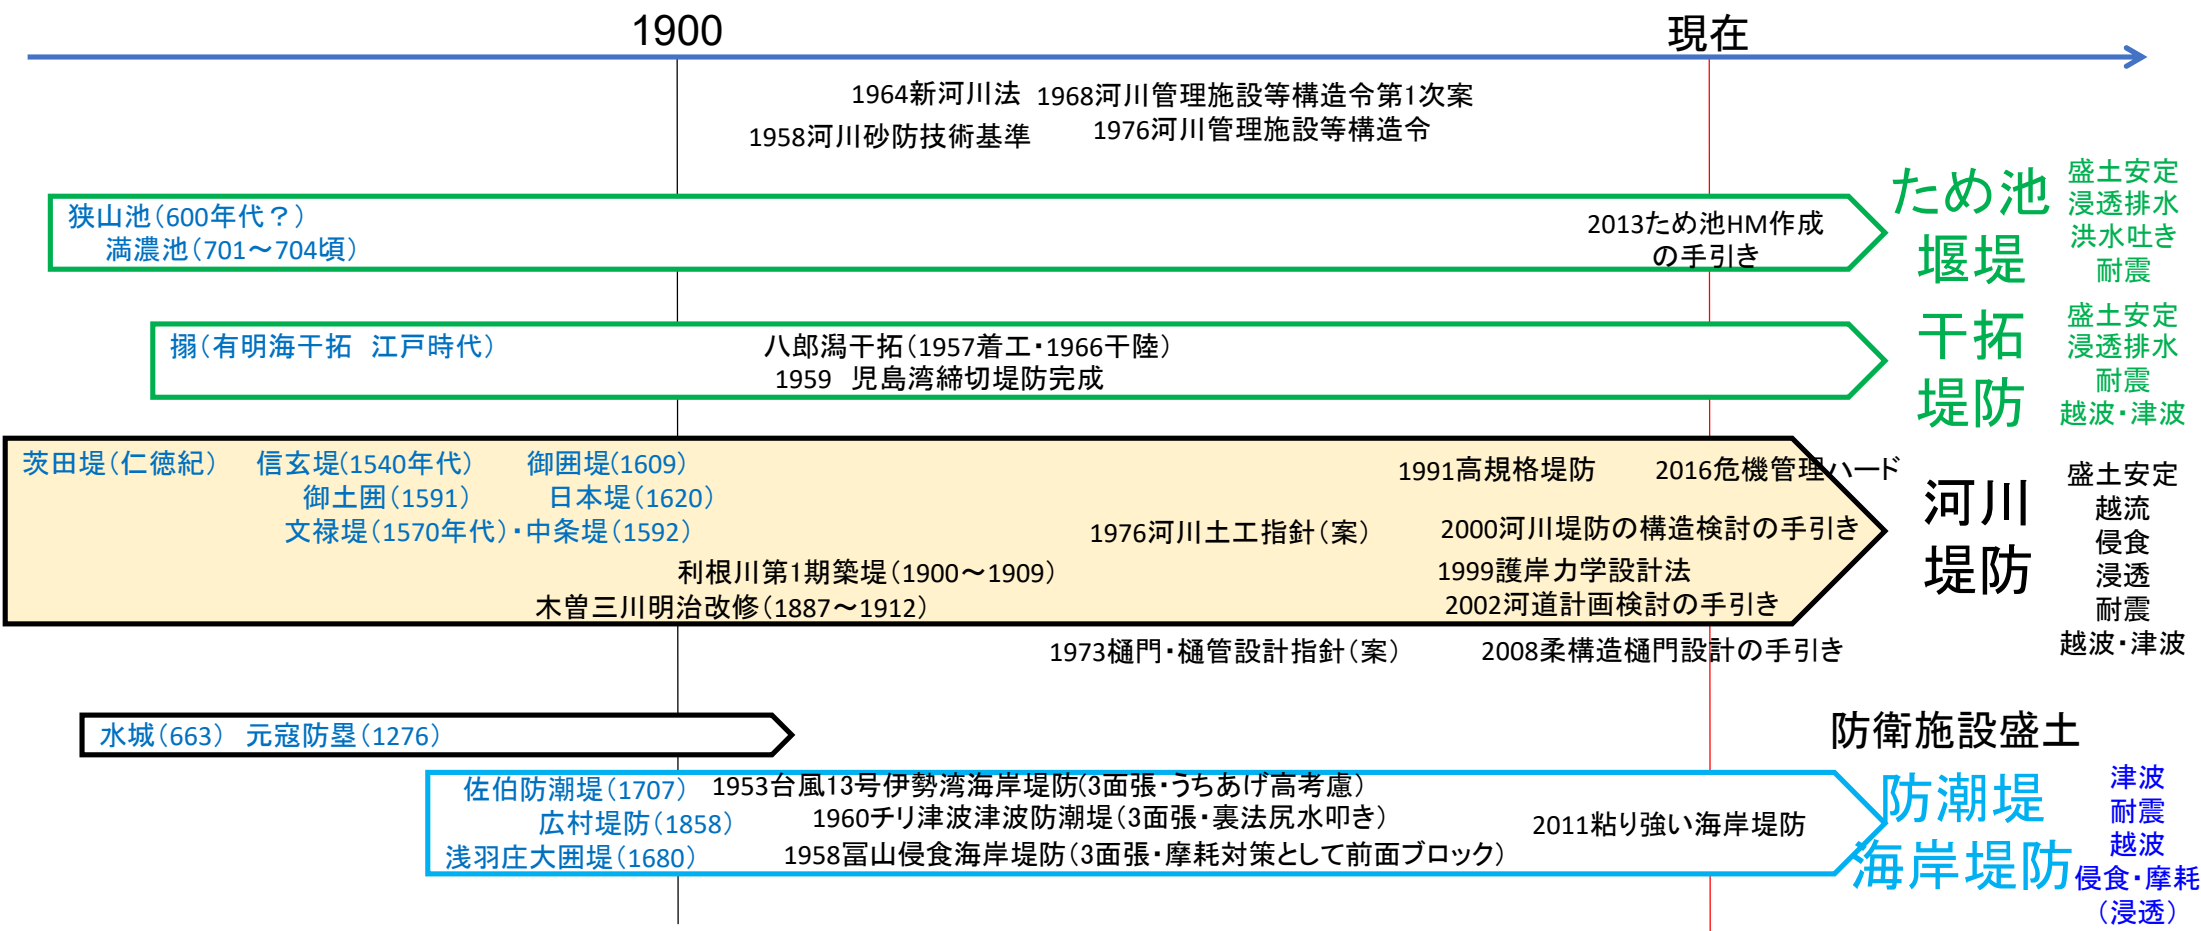 1900
現在
1964新河川法
1968河川管理施設等構造令第1次案
1958河川砂防技術基準
1976河川管理施設等構造令
狭山池（600年代？）
満濃池（701～704頃）
2013ため池HM作成
の手引き
ため池
堰堤
盛土安定
浸透排水
洪水吐き
耐震
搦（有明海干拓　江戸時代）
八郎潟干拓（1957着工・1966干陸）
1959　児島湾締切堤防完成
干拓
堤防
盛土安定
浸透排水
耐震
越波・津波
茨田堤（仁徳紀）
信玄堤(1540年代）
御囲堤(1609)
御土囲（1591）
日本堤（1620）
文禄堤（1570年代）・中条堤（1592）
利根川第1期築堤（1900～1909）
木曽三川明治改修（1887～1912）
1991高規格堤防
2016危機管理ハード
1976河川土工指針（案）
2000河川堤防の構造検討の手引き
1999護岸力学設計法
2002河道計画検討の手引き
河川
堤防
盛土安定
越流
侵食
浸透
耐震
越波・津波
1973樋門・樋管設計指針（案）
2008柔構造樋門設計の手引き
水城（663）　元寇防塁（1276）
防衛施設盛土
佐伯防潮堤（1707）
1953台風13号伊勢湾海岸堤防(3面張・うちあげ高考慮）
広村堤防（1858）
1960チリ津波津波防潮堤（3面張・裏法尻水叩き）
2011粘り強い海岸堤防
浅羽庄大囲堤（1680）
1958冨山侵食海岸堤防（3面張・摩耗対策として前面ブロック）
防潮堤
海岸堤防
津波
耐震
越波
侵食・摩耗
（浸透）